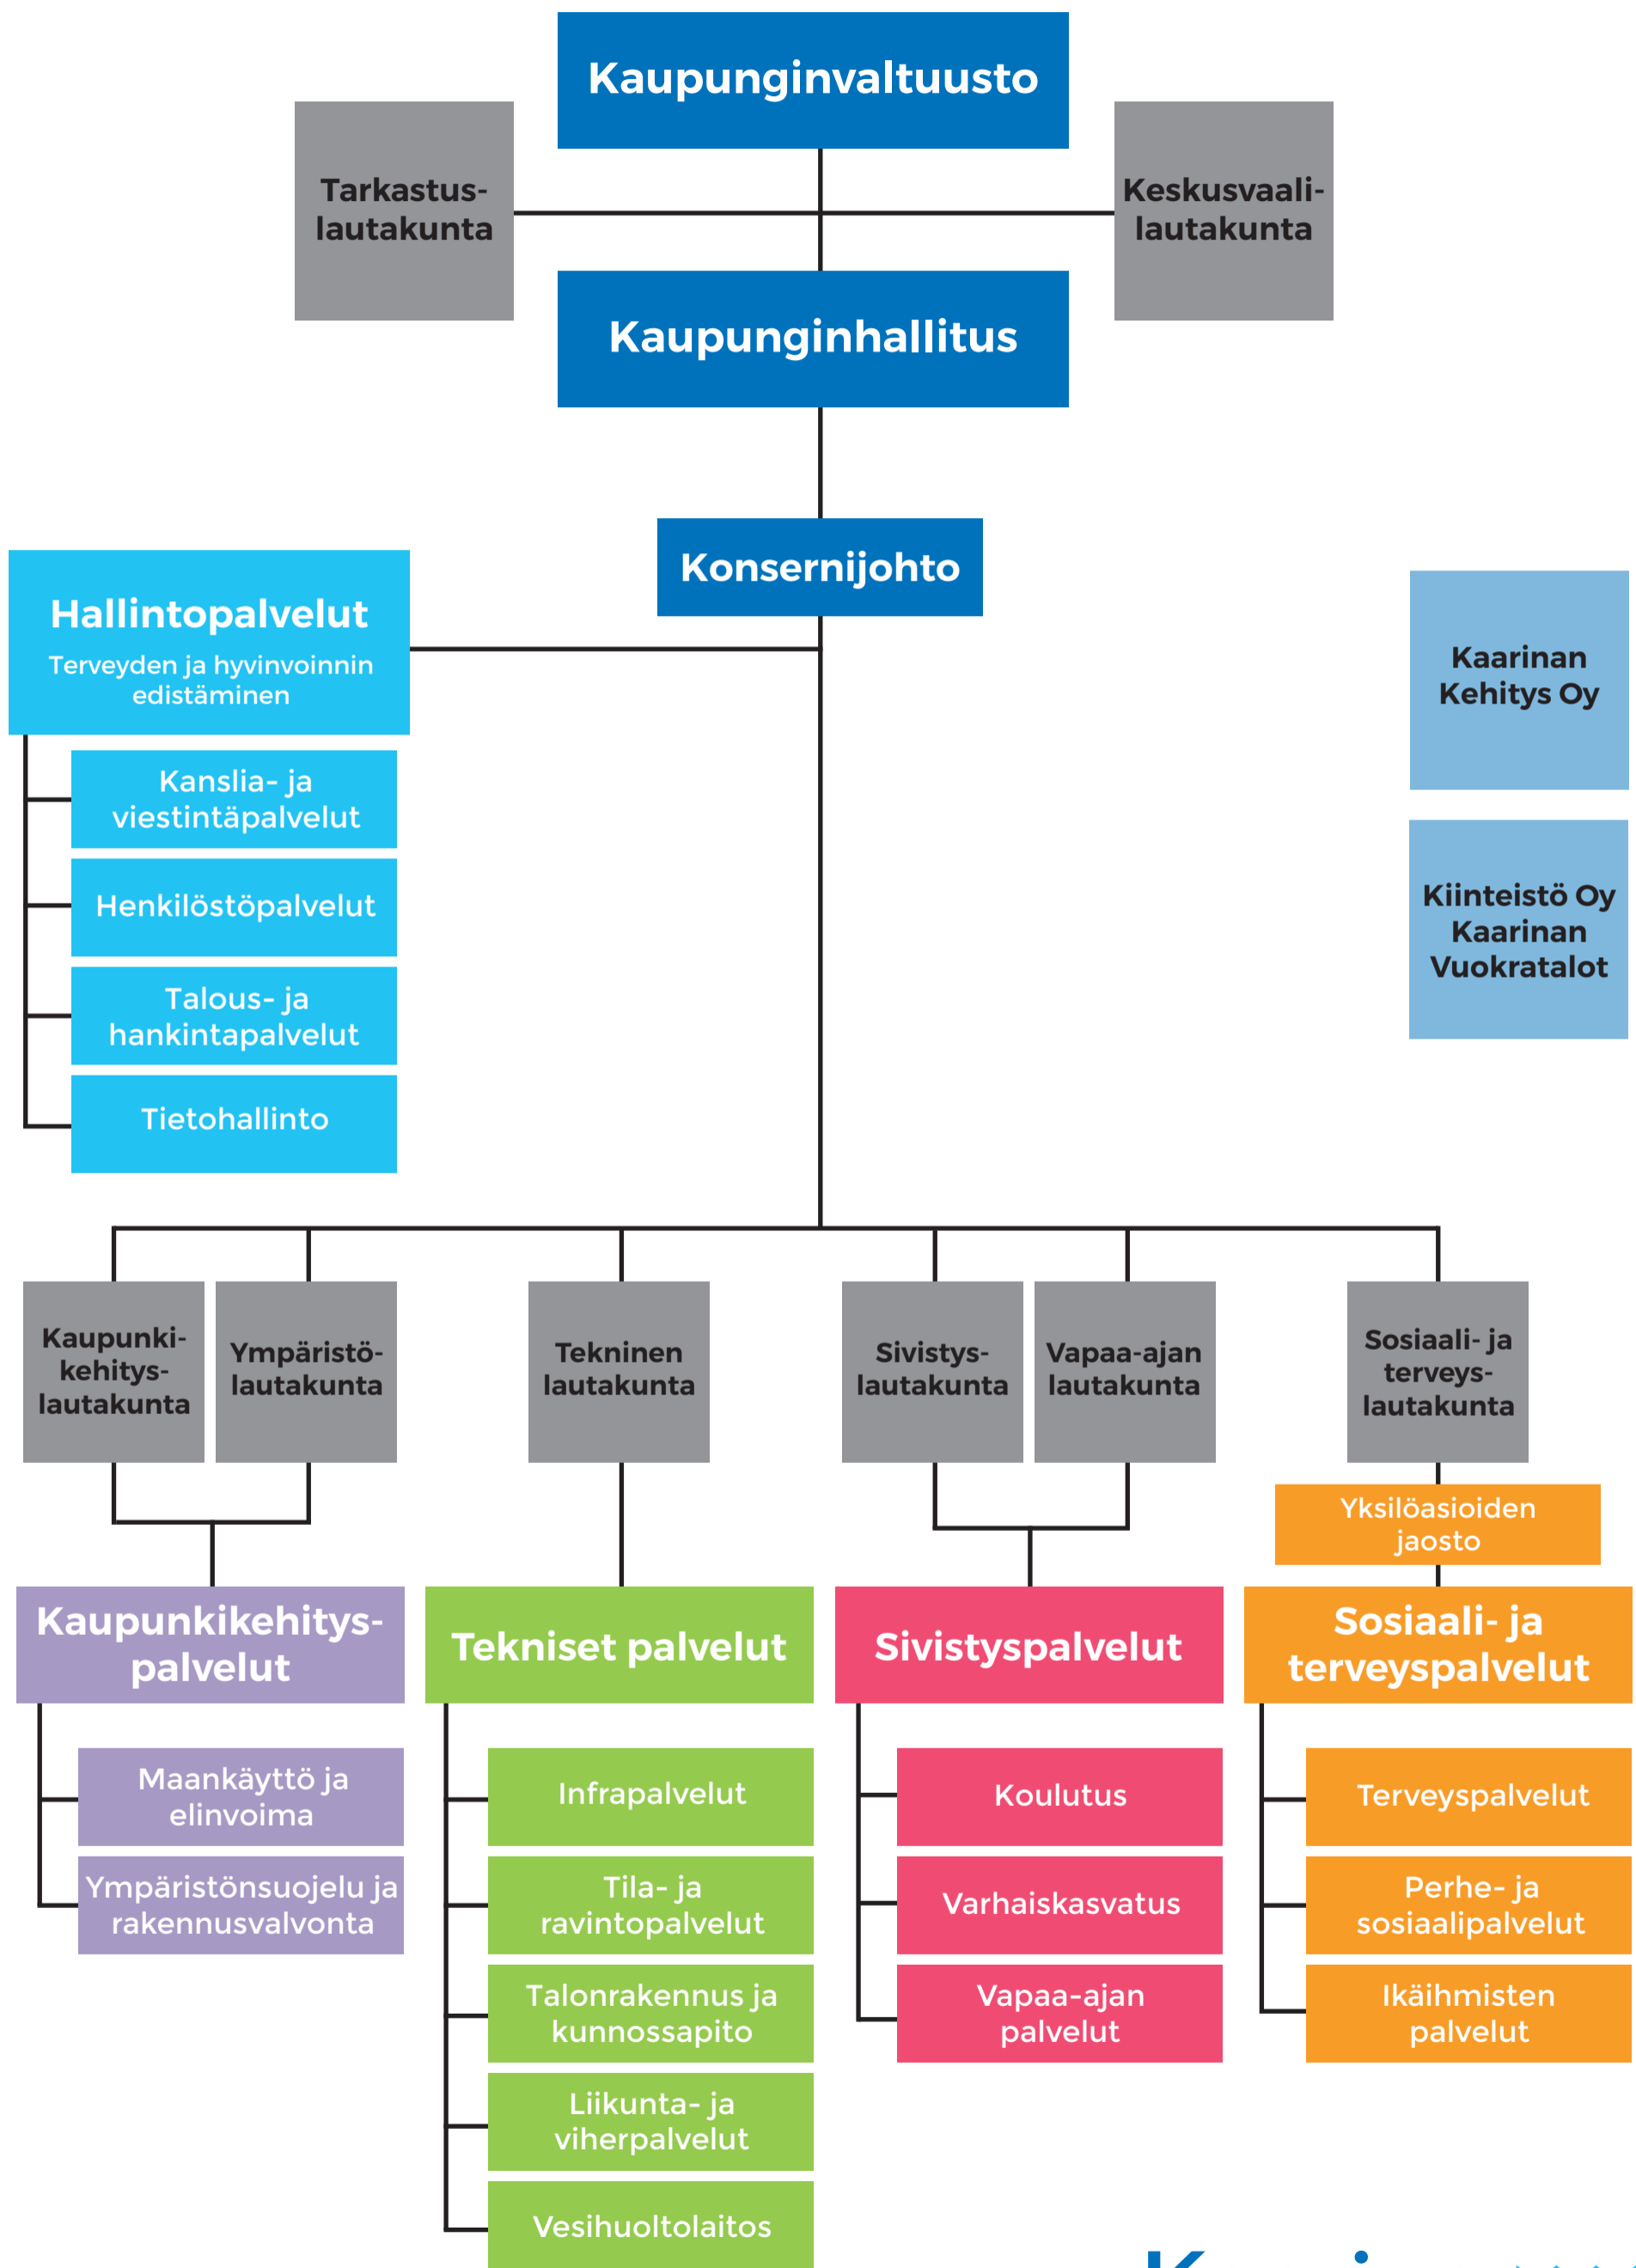 Kaupunginvaltuusto
Tarkastus-
lautakunta
Keskusvaali-
lautakunta
Kaupunginhallitus
Konsernijohto
Hallintopalvelut
Terveyden ja hyvinvoinnin
edistäminen
Kanslia- ja
viestintäpalvelut
Henkilöstöpalvelut
Talous- ja
hankintapalvelut
Tietohallinto
Kaarinan
Kehitys Oy
Kiinteistö Oy
Kaarinan
Vuokratalot
Kaupunki-
kehitys-
lautakunta
Ympäristö-
lautakunta
Tekninen
lautakunta
Sivistys-
lautakunta
Vapaa-ajan
lautakunta
Sosiaali- ja
terveys-
lautakunta
Yksilöasioiden
jaosto
Kaupunkikehitys-
palvelut
Maankäyttö ja
elinvoima
Ympäristönsuojelu ja
rakennusvalvonta
Tekniset palvelut
Infrapalvelut
Tila- ja
ravintopalvelut
Talonrakennus ja
kunnossapito
Liikunta- ja
viherpalvelut
Vesihuoltolaitos
Sivistyspalvelut
Koulutus
Varhaiskasvatus
Vapaa-ajan
palvelut
Sosiaali- ja
terveyspalvelut
Terveyspalvelut
Perhe- ja
sosiaalipalvelut
Ikäihmisten
palvelut